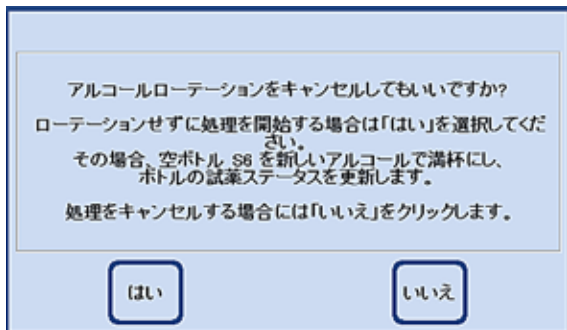 アルコールローテーションをキャンセルしてもいいですか?
ローテーションせずに処理を開始する場合は「はい」を選択してくだ
さい。
その場合、空ボトル S6 を新しいアルコールで満杯にし、
ボトルの試薬ステータスを更新します。
処理をキャンセルする場合には「いいえ」をクリックします。
はい いいえ